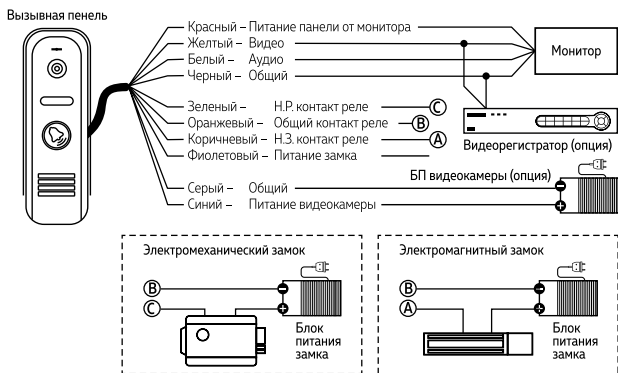 Вызывная панель
Красный – Питание панели от монитора
Желтый – Видео
Белый – Аудио
Черный – Общий
Монитор
Зеленый – Н.Р. контакт реле C
Оранжевый – Общий контакт реле B
Коричневый – Н.З. контакт реле A
Фиолетовый – Питание замка
Видеорегистратор (опция)
БП видеокамеры (опция)
Серый – Общий
Синий – Питание видеокамеры
Электромеханический замок
B
C
Блок
питания
замка
Электромагнитный замок
B
A
Блок
питания
замка